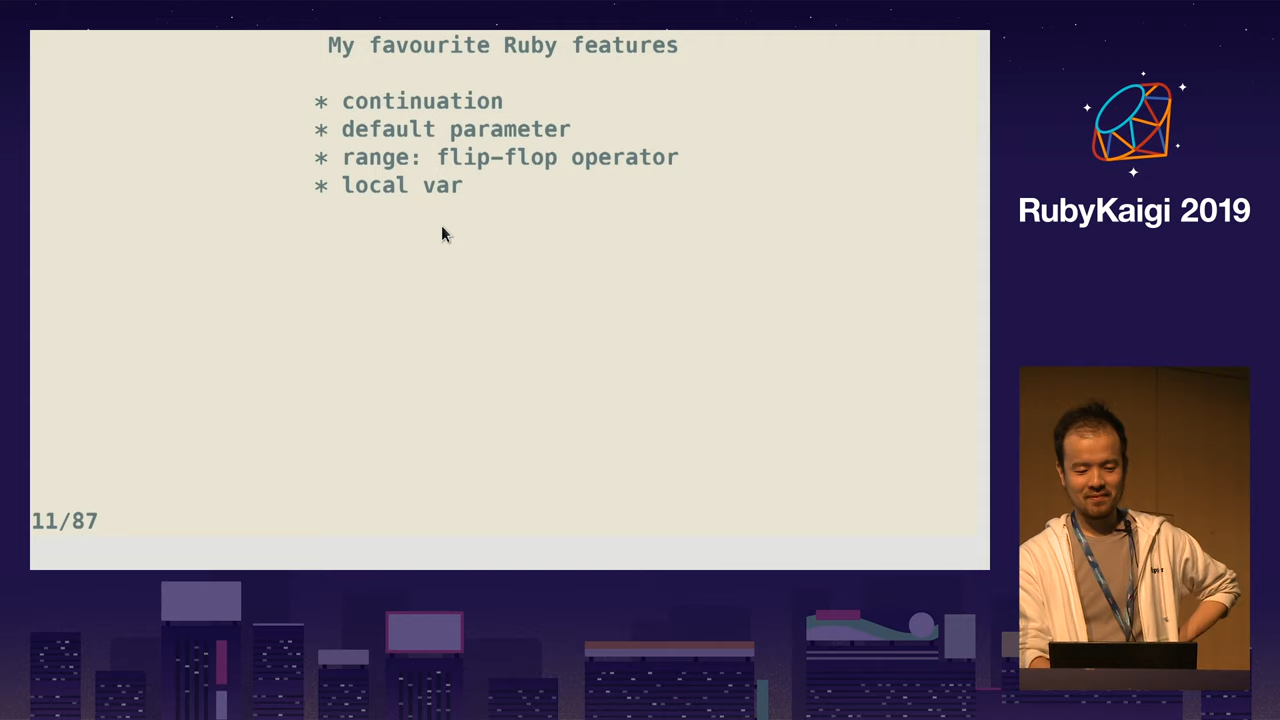 My favourite Ruby features
* continuation
* default parameter
* range: flip-flop operator
* local var
11/87
RubyKaigi 2019